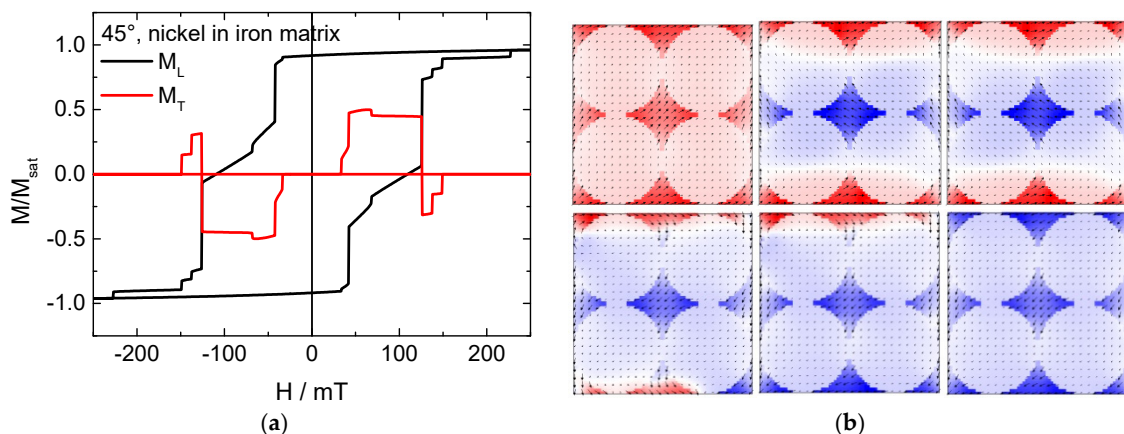 45°, nickel in iron matrix
M_L
M_T
M/M_sat
1.0
0.5
0.0
-0.5
-1.0
-200 -100 0 100 200
H / mT
(a) (b)